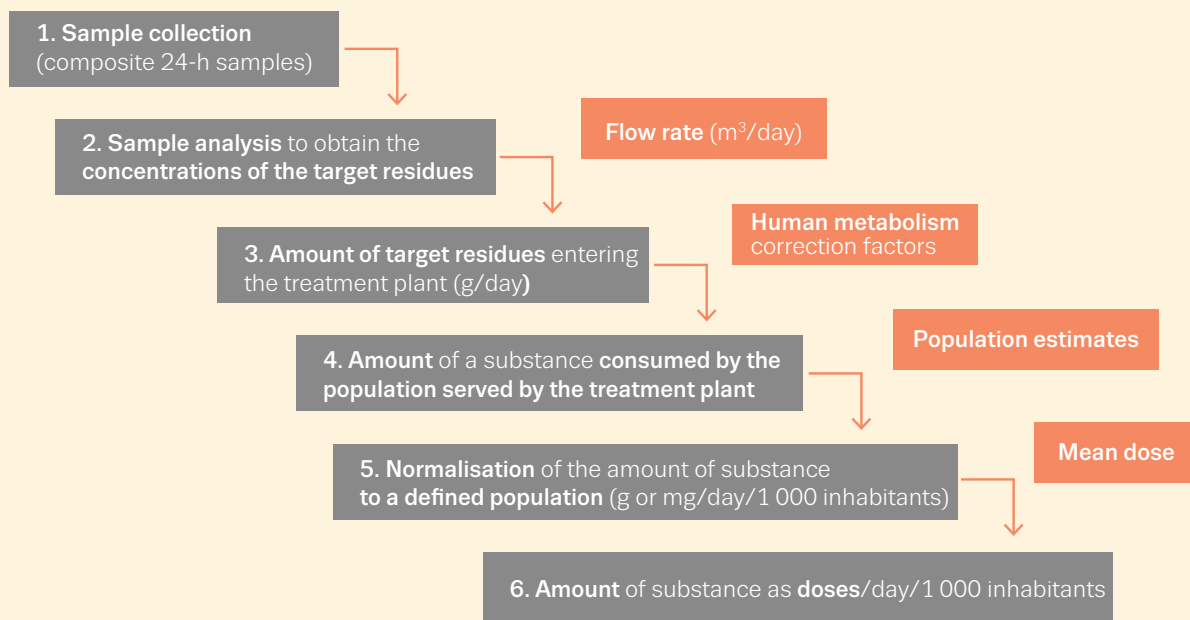 1. Sample collection
(composite 24-h samples)
2. Sample analysis to obtain the
concentrations of the target residues
Flow rate (m³/day)
3. Amount of target residues entering
the treatment plant (g/day)
Human metabolism
correction factors
4. Amount of a substance consumed by the
population served by the treatment plant
Population estimates
5. Normalisation of the amount of substance
to a defined population (g or mg/day/1 000 inhabitants)
Mean dose
6. Amount of substance as doses/day/1 000 inhabitants